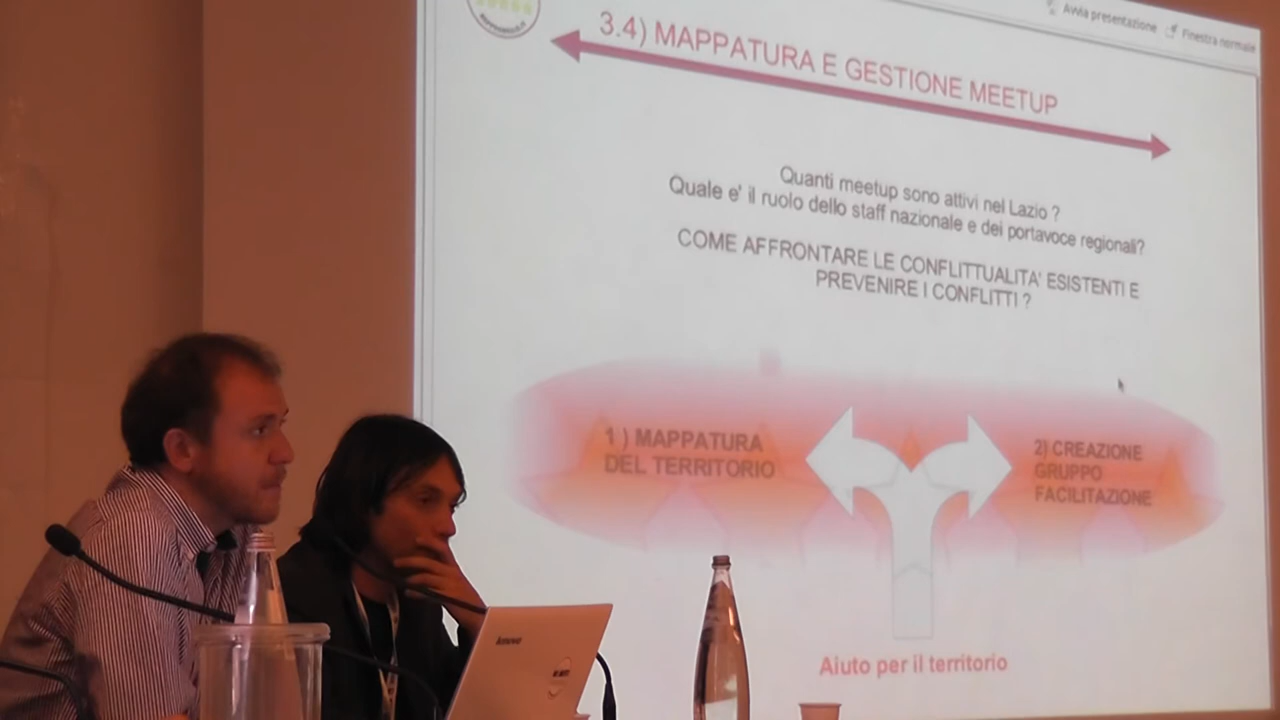 Avvia presentazione
Finestra normale
3.4) MAPPATURA E GESTIONE MEETUP
Quanti meetup sono attivi nel Lazio ?
Quale e' il ruolo dello staff nazionale e dei portavoce regionali?
COME AFFRONTARE LE CONFLITTUALITA' ESISTENTI E
PREVENIRE I CONFLITTI ?
1 ) MAPPATURA
DEL TERRITORIO
2) CREAZIONE
GRUPPO
FACILITAZIONE
Aiuto per il territorio
lenovo